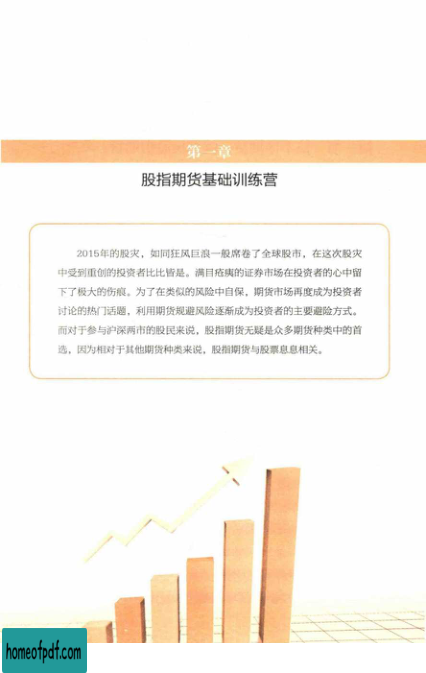 第一章
股指期货基础训练营
2015年的股灾，如同狂风巨浪一般席卷了全球股市，在这次股灾
中受到重创的投资者比比皆是。满目疮痍的证券市场在投资者的心中留
下了极大的伤痕。为了在类似的风险中自保，期货市场再度成为投资者
讨论的热门话题，利用期货规避风险逐渐成为投资者的主要避险方式。
而对于参与沪深两市的股民来说，股指期货无疑是众多期货种类中的首
选，因为相对于其他期货种类来说，股指期货与股票息息相关。
homeofpdf.com